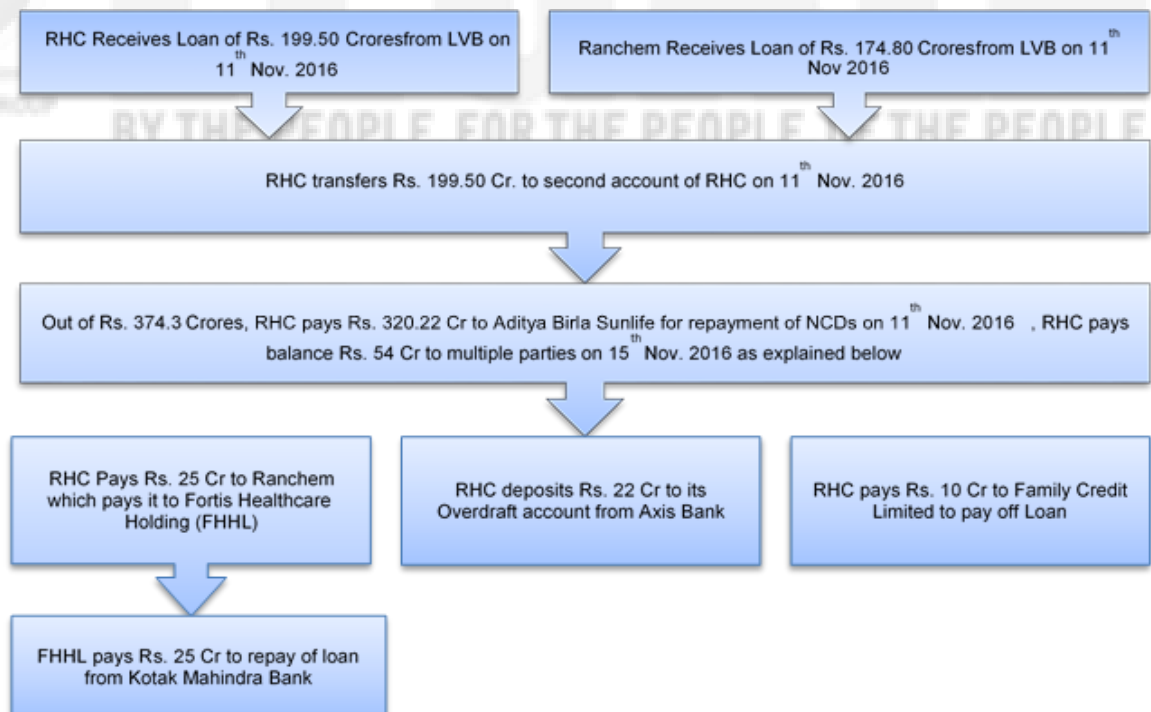 RHC Receives Loan of Rs. 199.50 Croresfrom LVB on
11th Nov. 2016
Ranchem Receives Loan of Rs. 174.80 Croresfrom LVB on 11th
Nov 2016
BY THE PEOPLE FOR THE PEOPLE OF THE PEOPLE
RHC transfers Rs. 199.50 Cr. to second account of RHC on 11th Nov. 2016
Out of Rs. 374.3 Crores, RHC pays Rs. 320.22 Cr to Aditya Birla Sunlife for repayment of NCDs on 11th Nov. 2016 , RHC pays
balance Rs. 54 Cr to multiple parties on 15th Nov. 2016 as explained below
RHC Pays Rs. 25 Cr to Ranchem
which pays it to Fortis Healthcare
Holding (FHHL)
RHC deposits Rs. 22 Cr to its
Overdraft account from Axis Bank
RHC pays Rs. 10 Cr to Family Credit
Limited to pay off Loan
FHHL pays Rs. 25 Cr to repay of loan
from Kotak Mahindra Bank